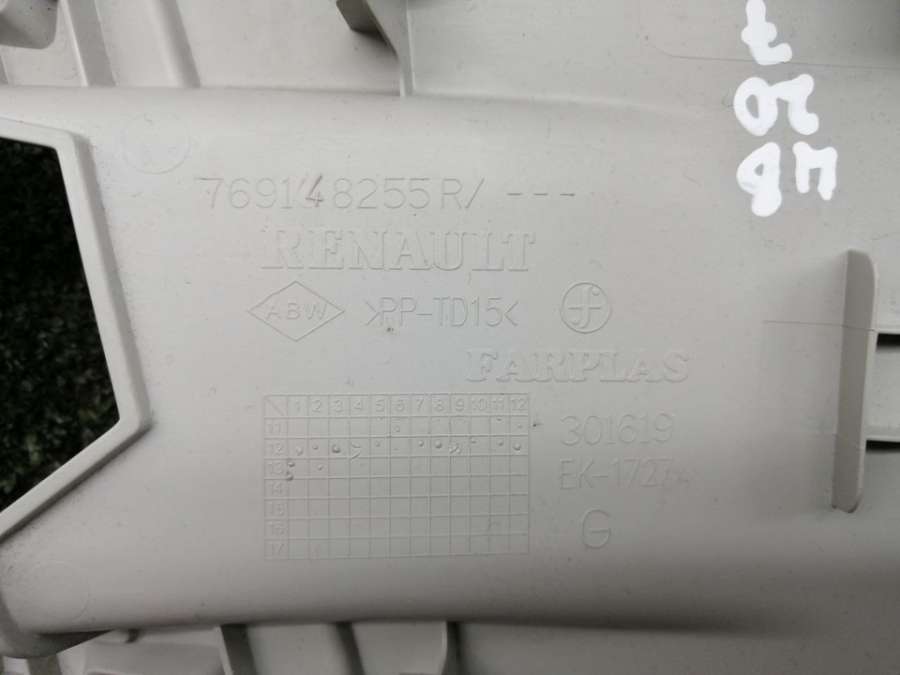 769148255R/ ---
RENAULT
ABW >PP-TD15<
FARPLAS
1 2 3 4 5 6 7 8 9 10 11 12
11
12
13
14
15
16
17
301619
EK-1727
G